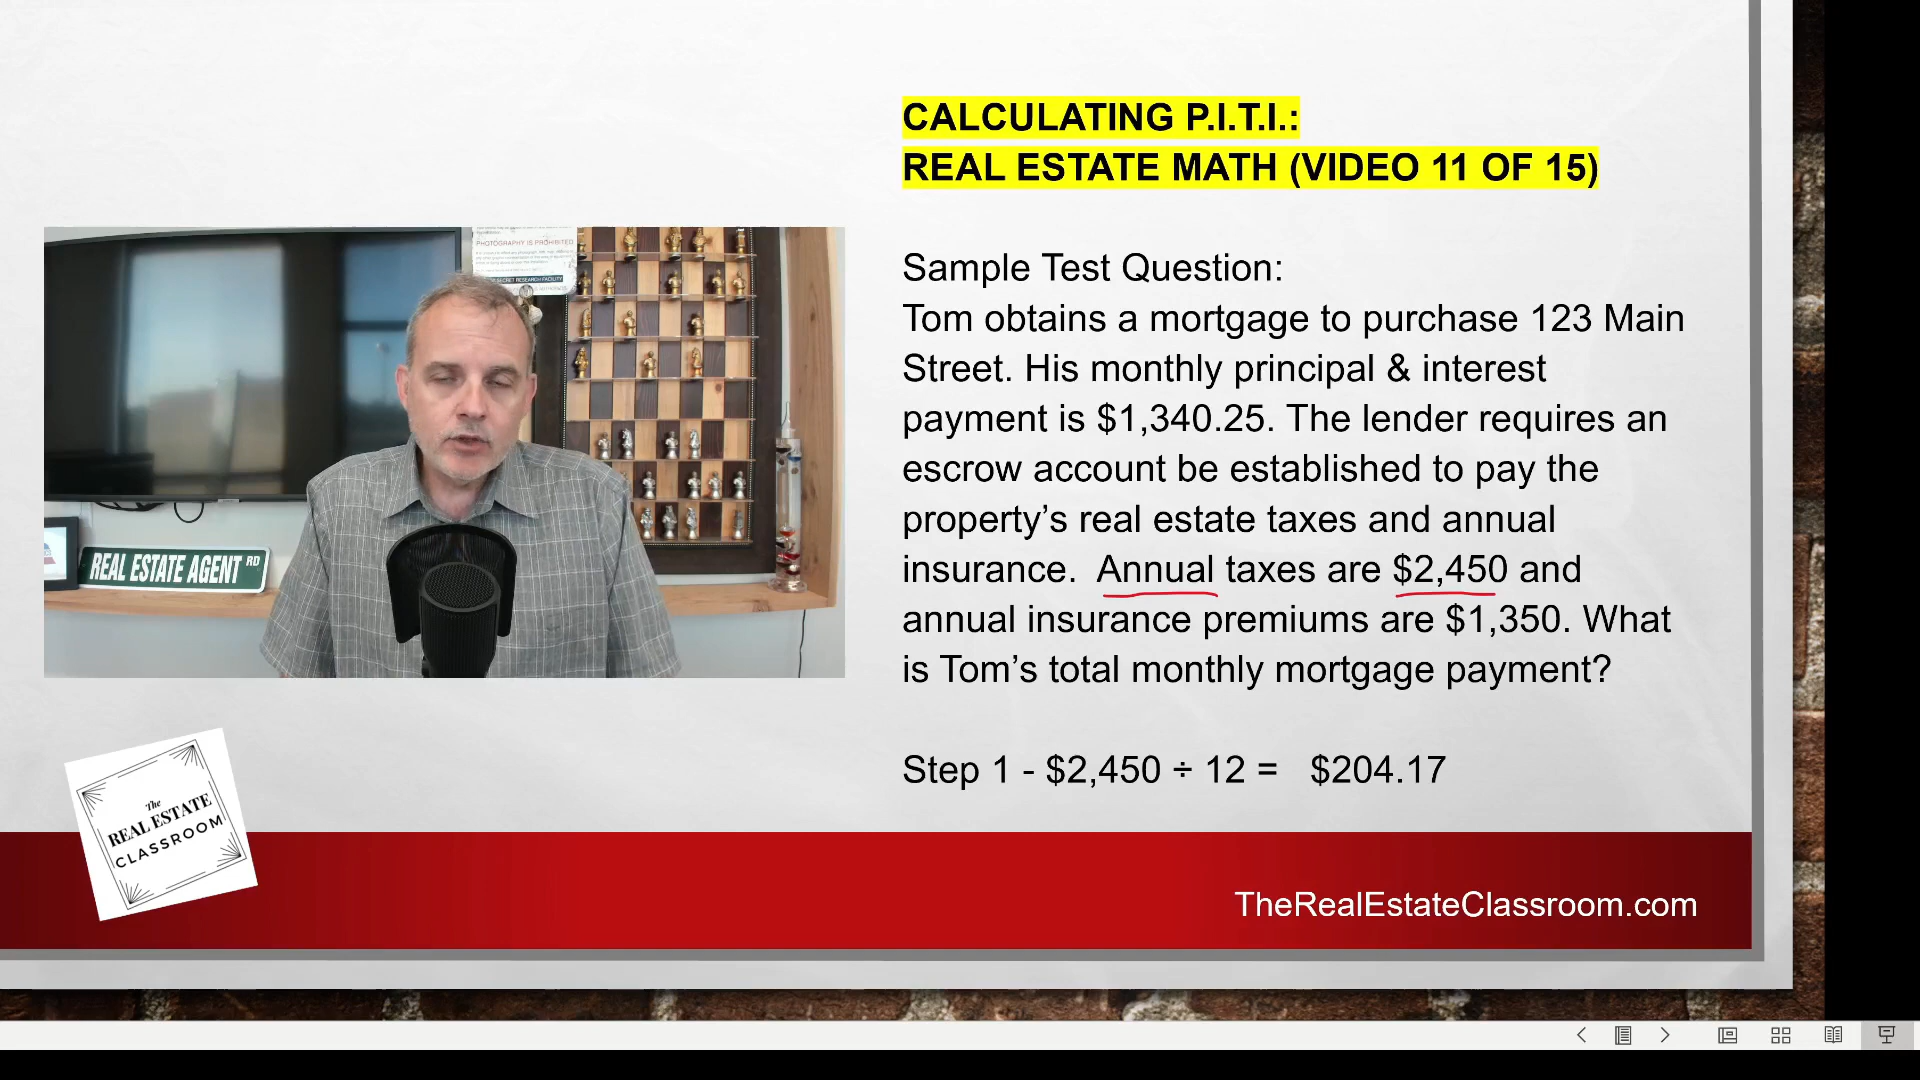 CALCULATING P.I.T.I.:
REAL ESTATE MATH (VIDEO 11 OF 15)
Sample Test Question:
Tom obtains a mortgage to purchase 123 Main
Street. His monthly principal & interest
payment is $1,340.25. The lender requires an
escrow account be established to pay the
property’s real estate taxes and annual
insurance.  Annual taxes are $2,450 and
annual insurance premiums are $1,350. What
is Tom’s total monthly mortgage payment?
Step 1 - $2,450 ÷ 12 =   $204.17
PHOTOGRAPHY IS PROHIBITED
SECRET RESEARCH FACILITY
REAL ESTATE AGENT RD
The
REAL ESTATE
CLASSROOM
TheRealEstateClassroom.com